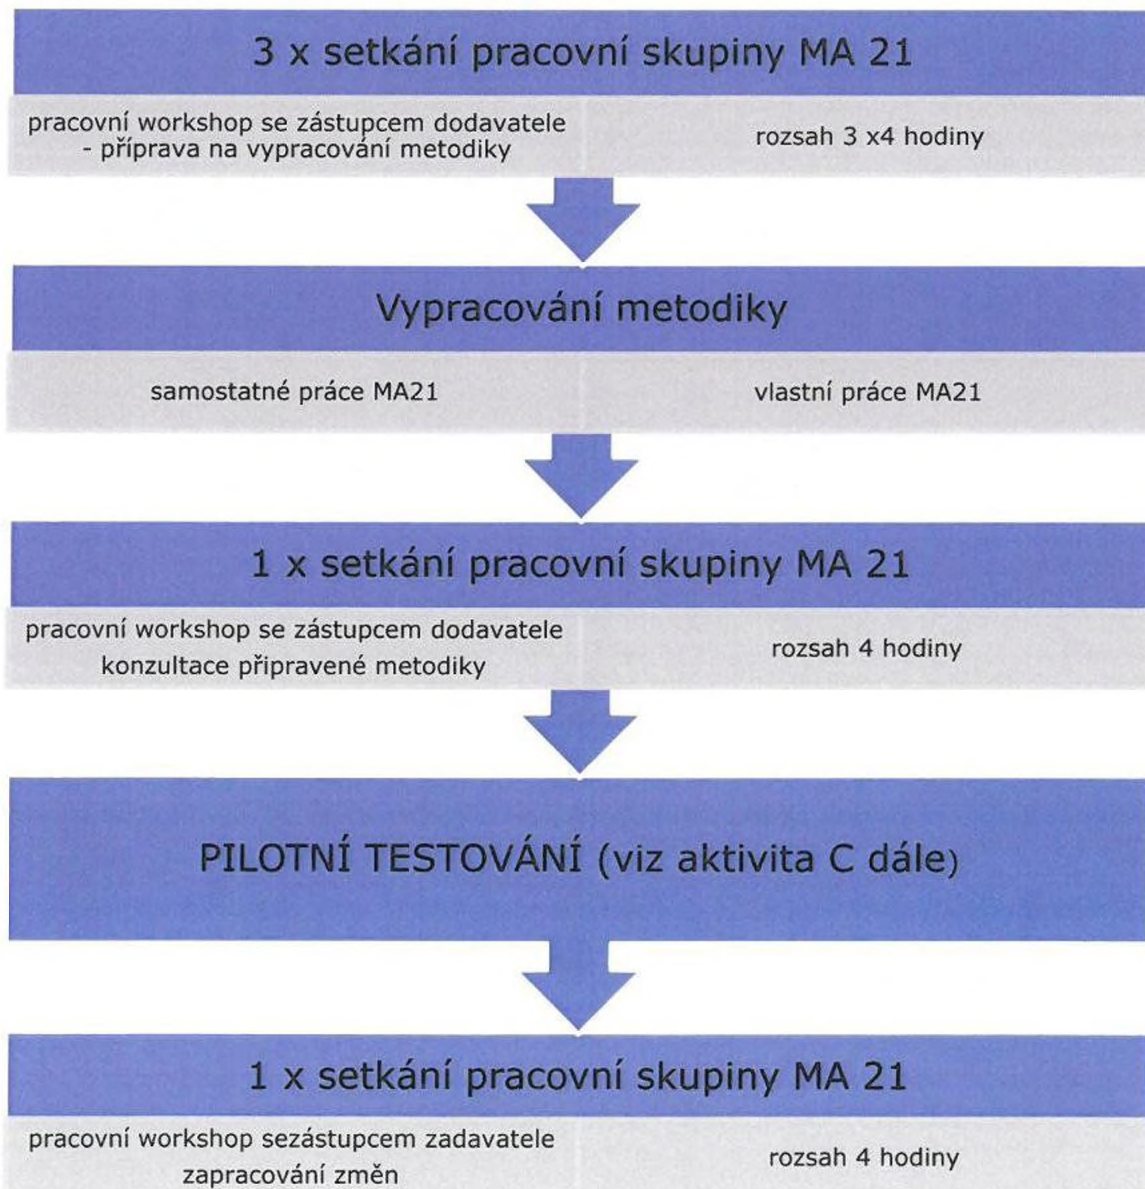 3 x setkání pracovní skupiny MA 21
pracovní workshop se zástupcem dodavatele
- příprava na vypracování metodiky
rozsah 3 x4 hodiny
Vypracování metodiky
samostatné práce MA21
vlastní práce MA21
1 x setkání pracovní skupiny MA 21
pracovní workshop se zástupcem dodavatele
konzultace připravené metodiky
rozsah 4 hodiny
PILOTNÍ TESTOVÁNÍ (viz aktivita C dále)
1 x setkání pracovní skupiny MA 21
pracovní workshop sezástupcem zadavatele
zapracování změn
rozsah 4 hodiny